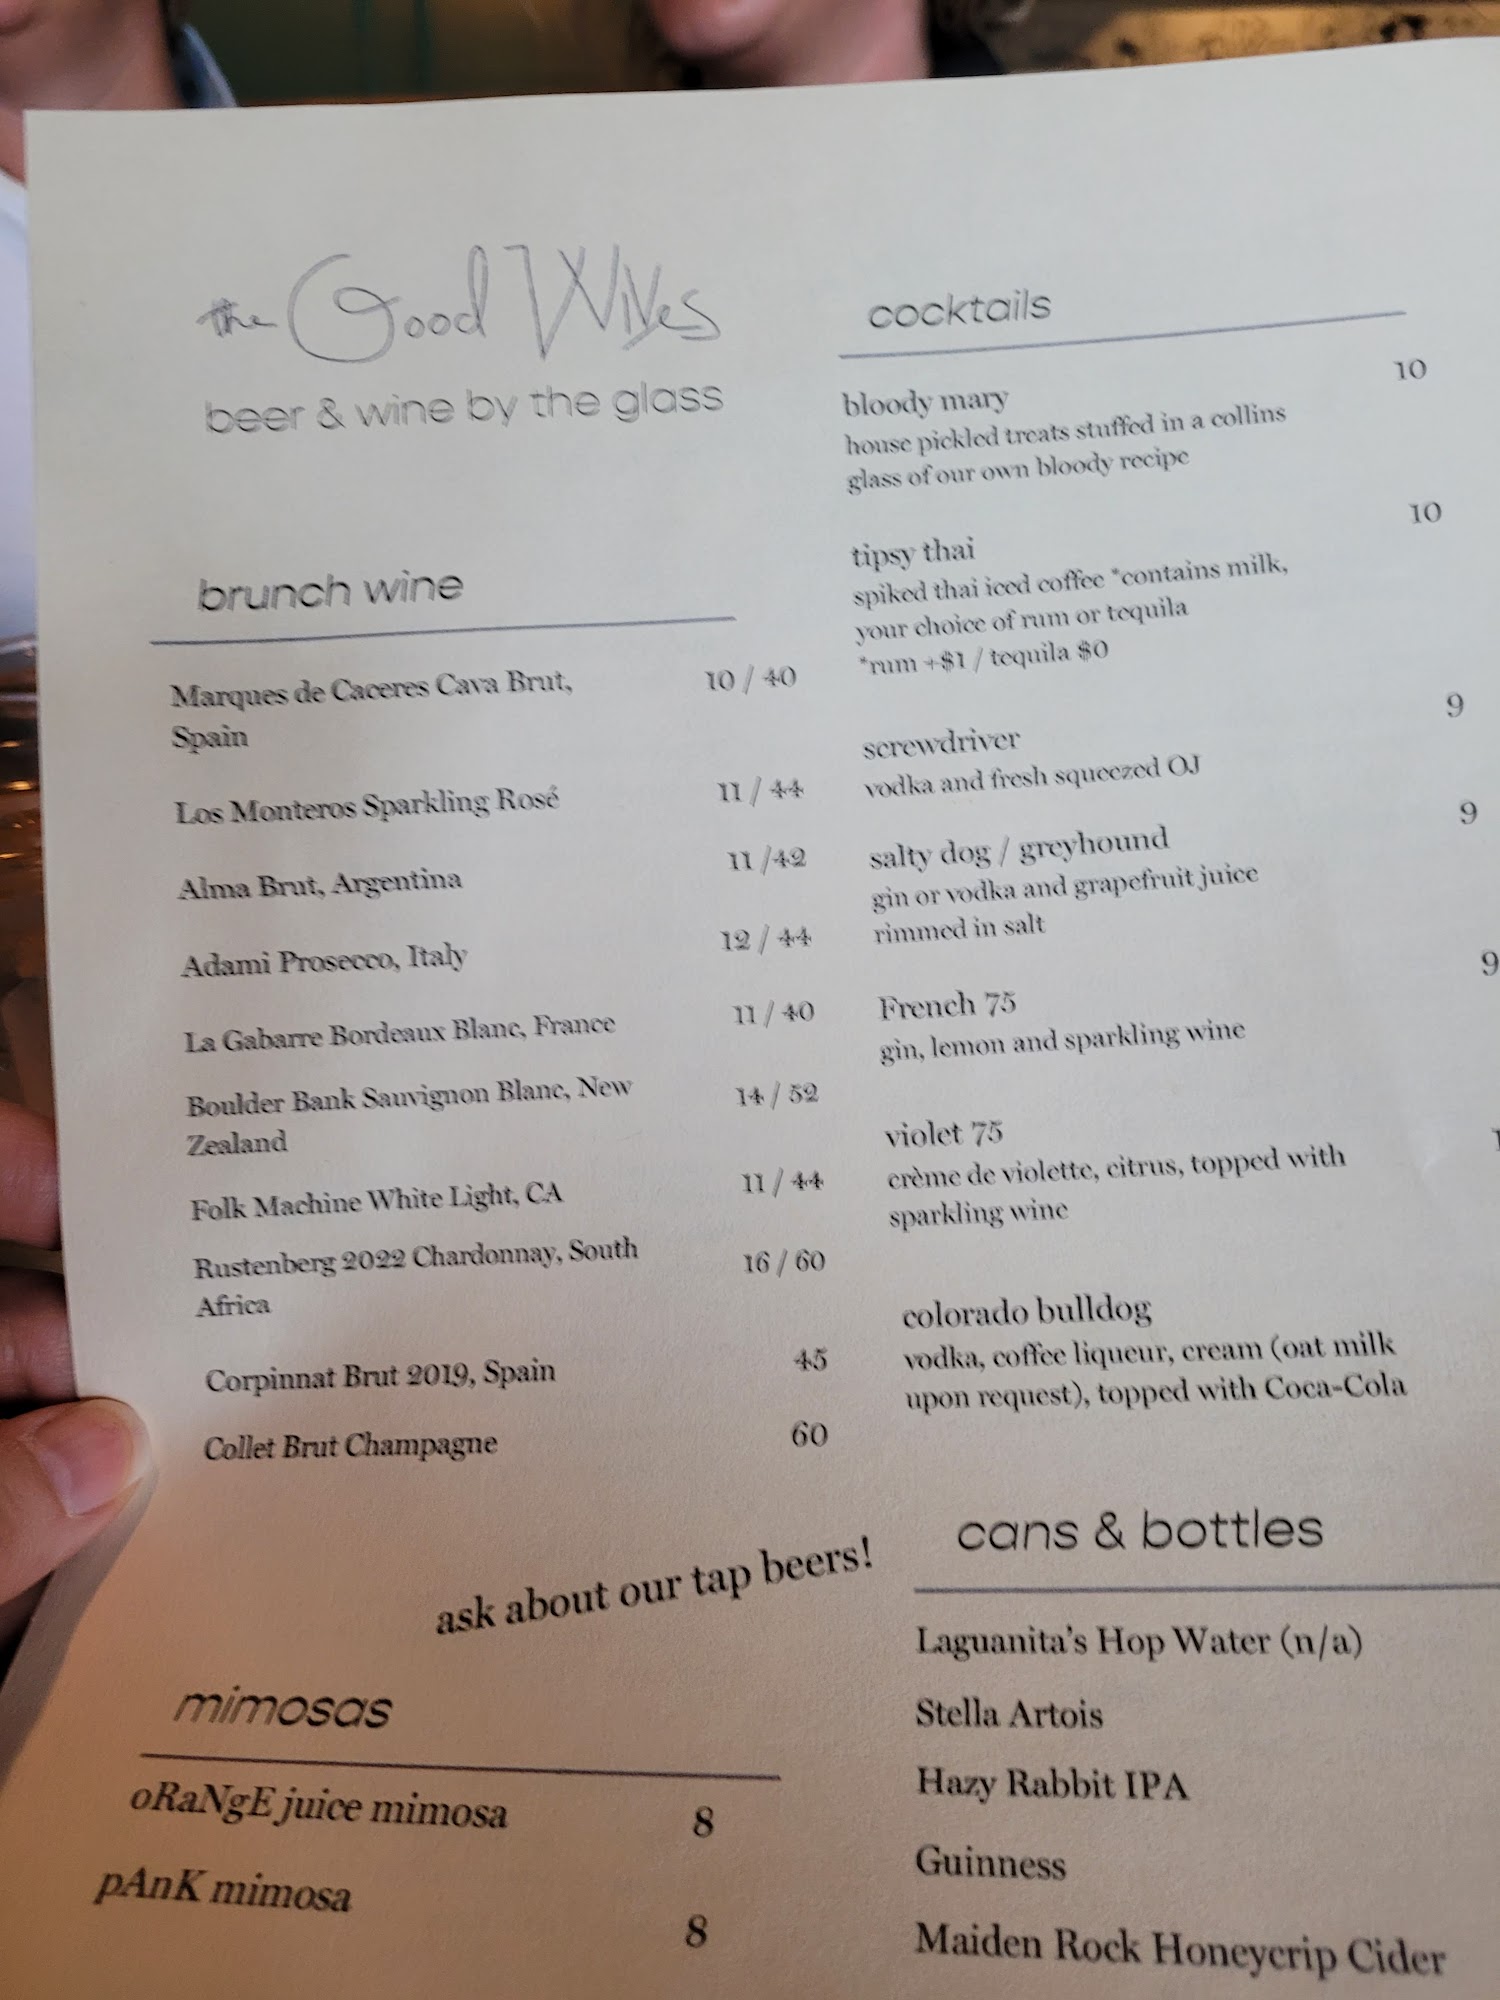 the Good Wives
beer & wine by the glass
brunch wine
Marques de Caceres Cava Brut, 10 / 40
Spain
Los Monteros Sparkling Rosé 11 / 44
Alma Brut, Argentina 11 /42
Adami Prosecco, Italy 12 / 44
La Gabarre Bordeaux Blanc, France 11 / 40
Boulder Bank Sauvignon Blanc, New 14 / 52
Zealand
Folk Machine White Light, CA 11 / 44
Rustenberg 2022 Chardonnay, South 16 / 60
Africa
Corpinnat Brut 2019, Spain 45
Collet Brut Champagne 60
ask about our tap beers!
mimosas
oRaNgE juice mimosa 8
pAnK mimosa 8
cocktails
bloody mary 10
house pickled treats stuffed in a collins
glass of our own bloody recipe
tipsy thai 10
spiked thai iced coffee *contains milk,
your choice of rum or tequila
*rum +$1 / tequila $0
screwdriver 9
vodka and fresh squeezed OJ
salty dog / greyhound 9
gin or vodka and grapefruit juice
rimmed in salt
French 75 9
gin, lemon and sparkling wine
violet 75
crème de violette, citrus, topped with
sparkling wine
colorado bulldog
vodka, coffee liqueur, cream (oat milk
upon request), topped with Coca-Cola
cans & bottles
Laguanita's Hop Water (n/a)
Stella Artois
Hazy Rabbit IPA
Guinness
Maiden Rock Honeycrip Cider